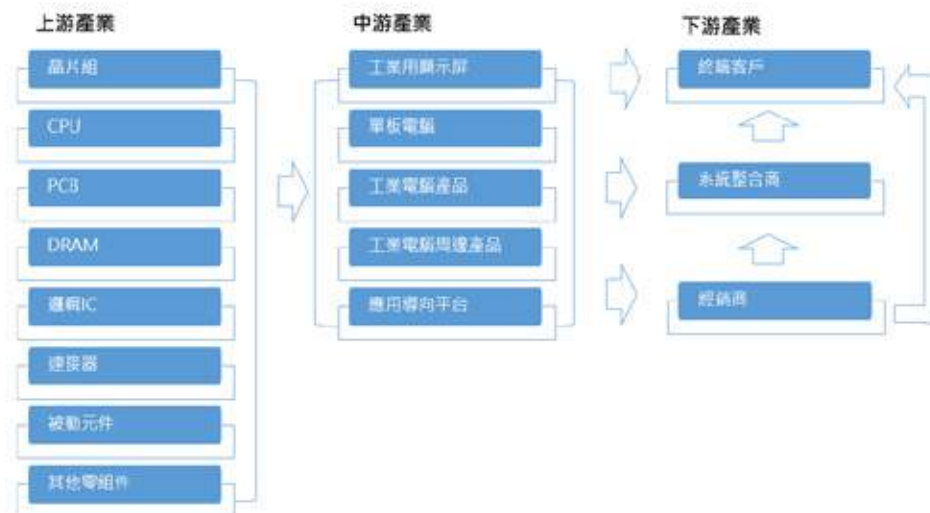 上游產業
晶片組
CPU
PCB
DRAM
邏輯IC
連接器
被動元件
其他零組件
中游產業
工業用顯示屏
單板電腦
工業電腦產品
工業電腦周邊產品
應用導向平台
下游產業
終端客戶
系統整合商
經銷商